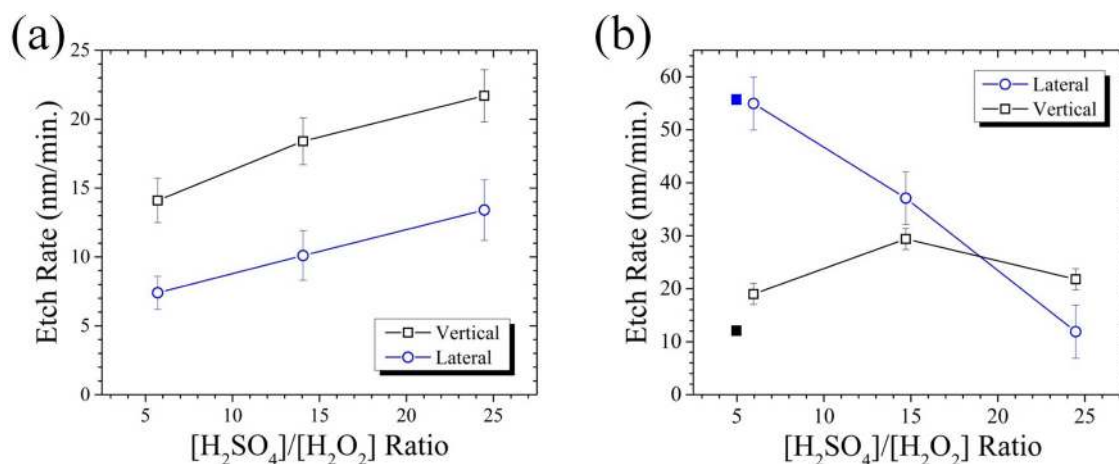 (a)
25
20
15
10
5
0
Etch Rate (nm/min.)
Vertical
Lateral
5 10 15 20 25
[H₂SO₄]/[H₂O₂] Ratio
(b)
60
50
40
30
20
10
0
Etch Rate (nm/min.)
Lateral
Vertical
5 10 15 20 25
[H₂SO₄]/[H₂O₂] Ratio